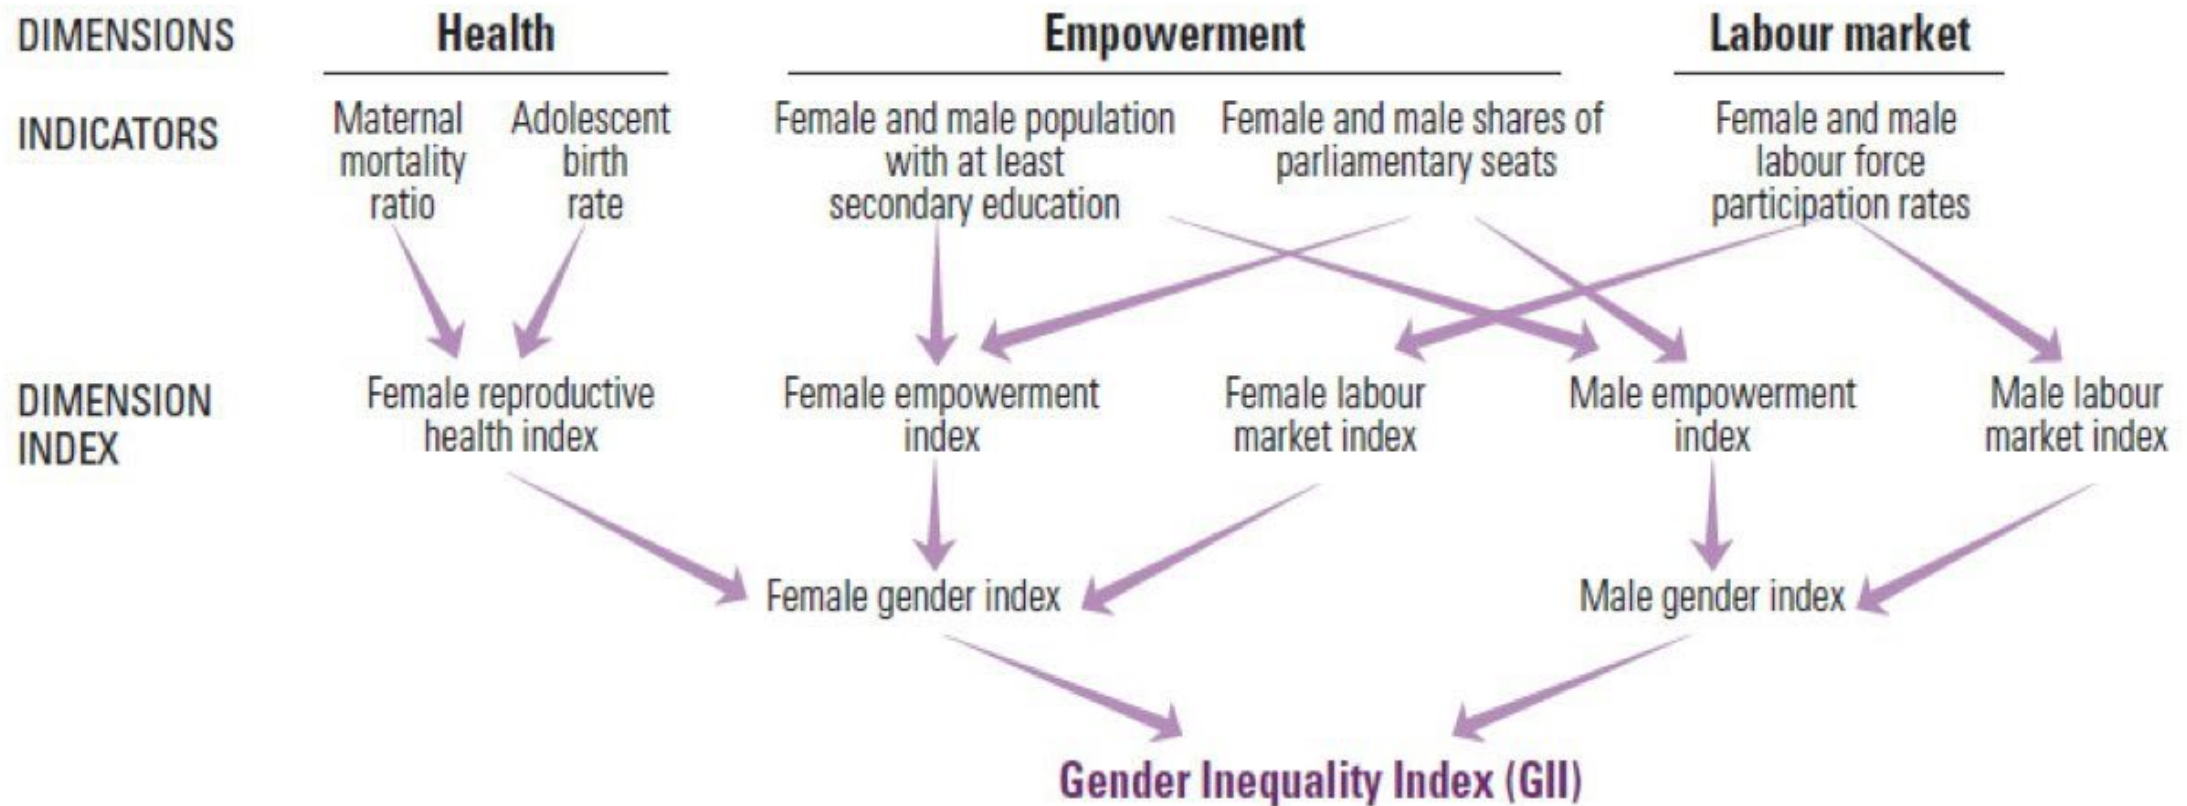 DIMENSIONS
Health
Empowerment
Labour market
INDICATORS
Maternal
mortality
ratio
Adolescent
birth
rate
Female and male population
with at least
secondary education
Female and male shares of
parliamentary seats
Female and male
labour force
participation rates
DIMENSION
INDEX
Female reproductive
health index
Female empowerment
index
Female labour
market index
Male empowerment
index
Male labour
market index
Female gender index
Male gender index
Gender Inequality Index (GII)